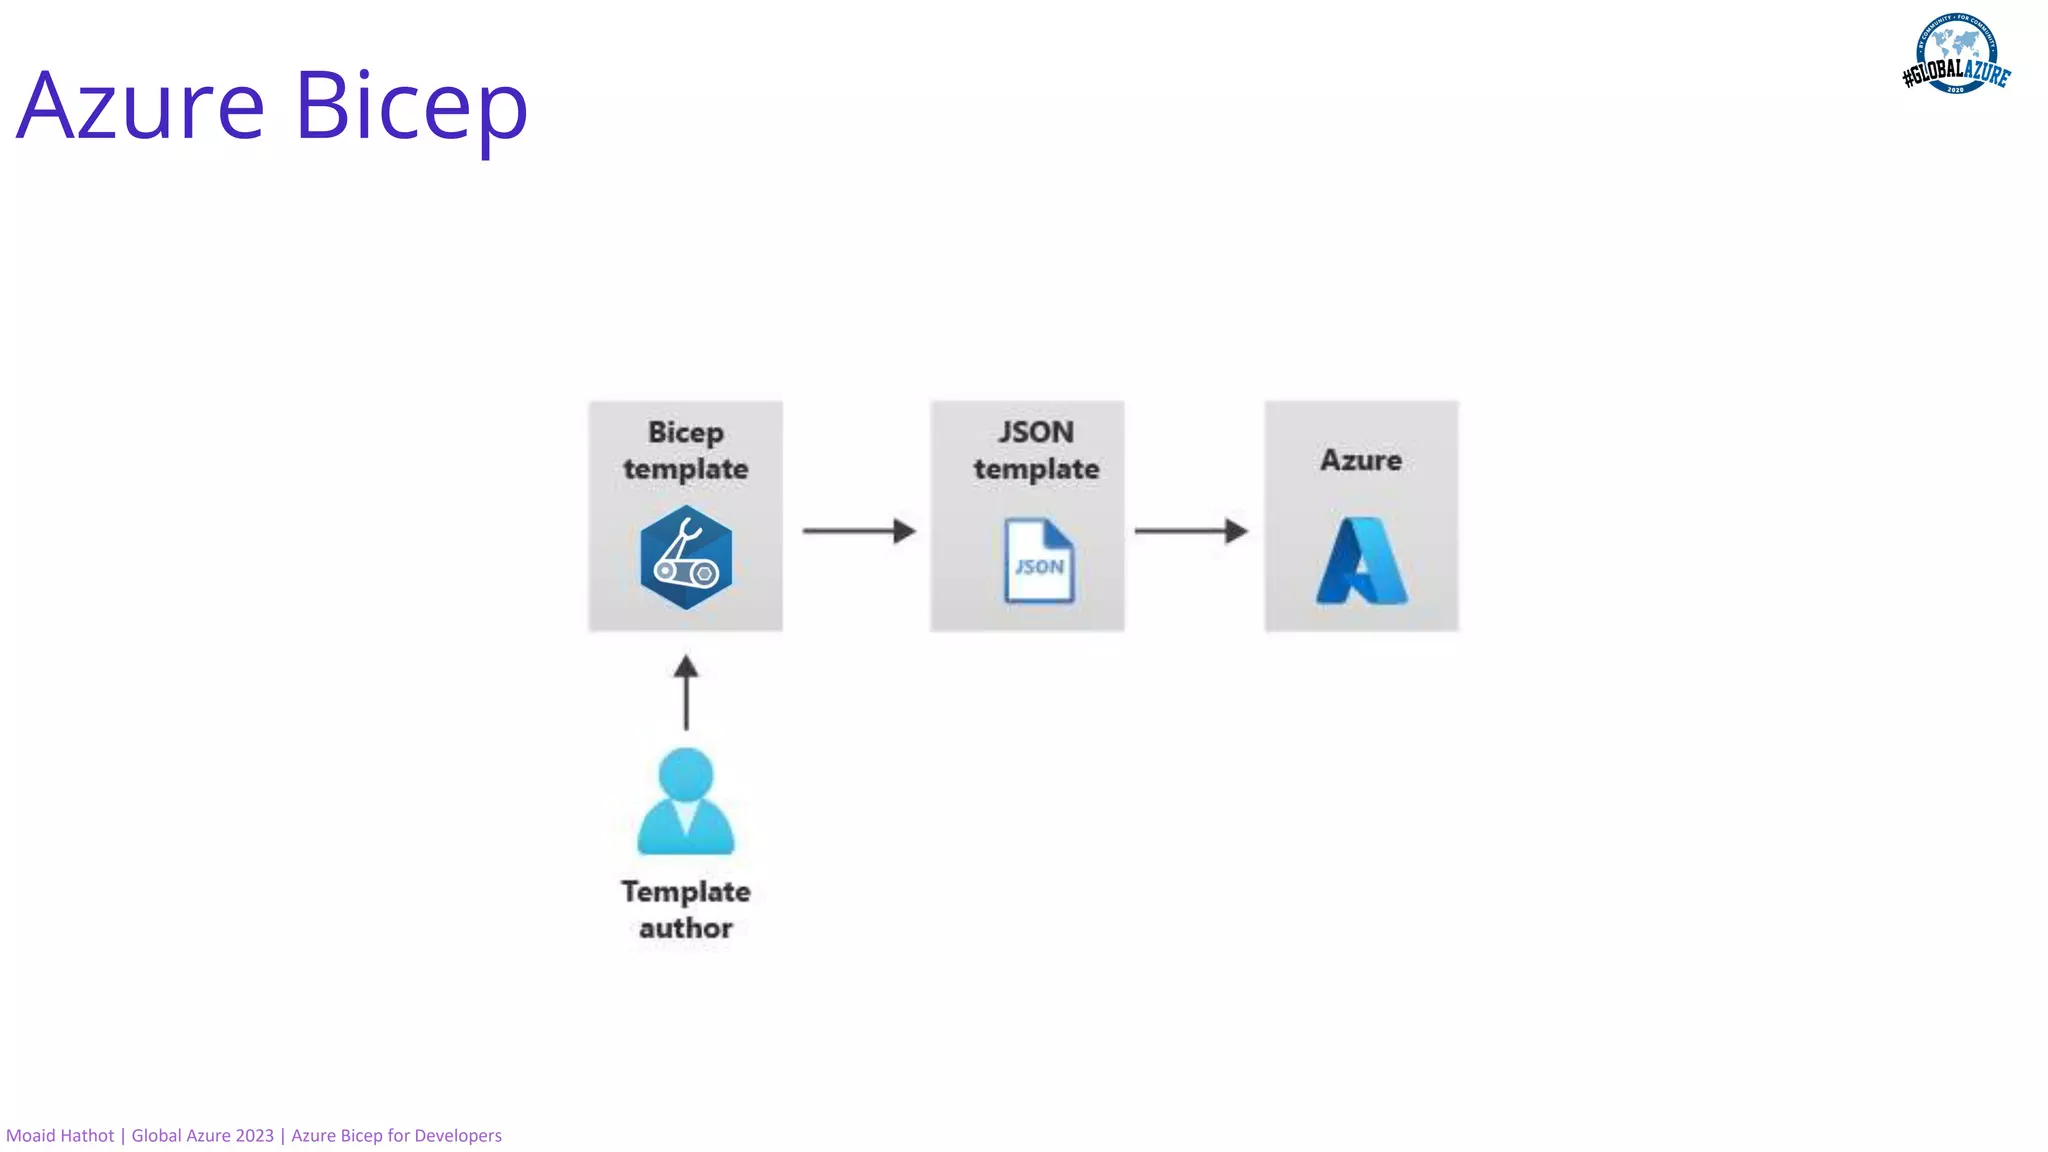 Azure Bicep
BY COMMUNITY • FOR COMMUNITY
#GLOBALAZURE
2020
Bicep
template
JSON
template
JSON
Azure
Template
author
Moaid Hathot | Global Azure 2023 | Azure Bicep for Developers